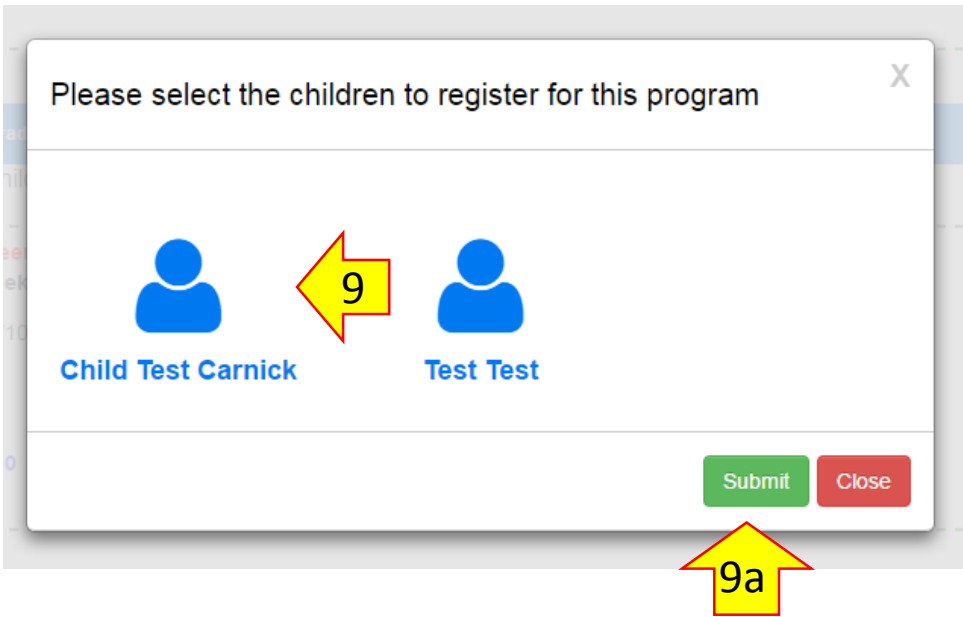 Please select the children to register for this program
X
9
Child Test Carnick
Test Test
Submit
Close
9a